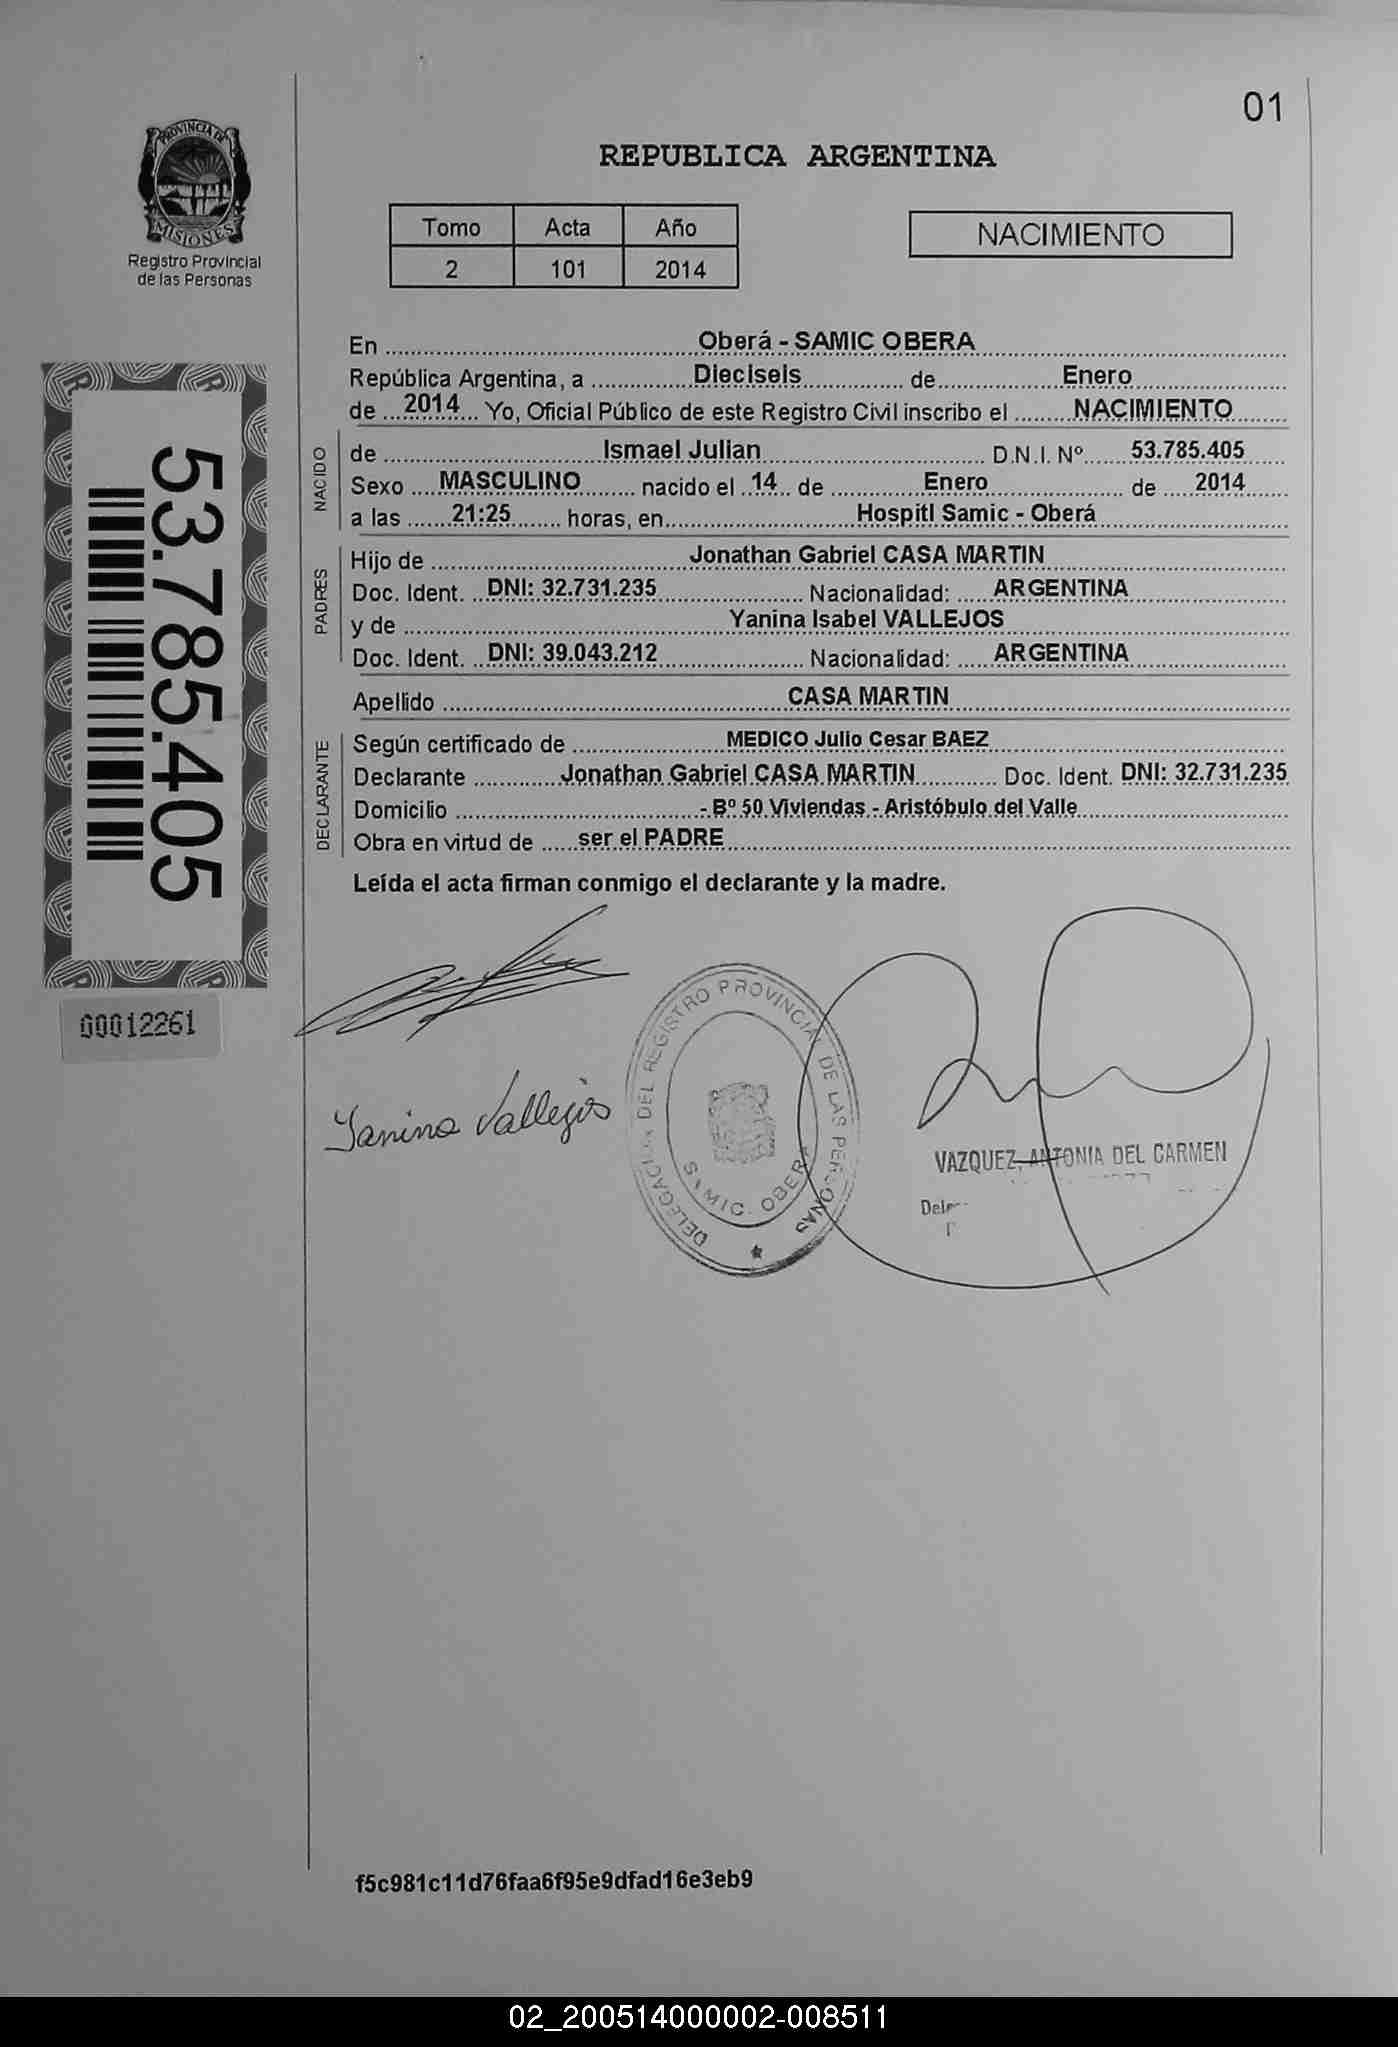 01
PROVINCIA DE
MISIONES
Registro Provincial
de las Personas
REPUBLICA ARGENTINA
Tomo Acta Año
2 101 2014
NACIMIENTO
53.785.405
00012261
En Oberá - SAMIC OBERA
República Argentina, a Dieciseis de Enero
de 2014 Yo, Oficial Público de este Registro Civil inscribo el NACIMIENTO
NACIDO
de Ismael Julian D.N.I. Nº 53.785.405
Sexo MASCULINO nacido el 14 de Enero de 2014
a las 21:25 horas, en Hospitl Samic - Oberá
PADRES
Hijo de Jonathan Gabriel CASA MARTIN
Doc. Ident. DNI: 32.731.235 Nacionalidad: ARGENTINA
y de Yanina Isabel VALLEJOS
Doc. Ident. DNI: 39.043.212 Nacionalidad: ARGENTINA
Apellido CASA MARTIN
DECLARANTE
Según certificado de MEDICO Julio Cesar BAEZ
Declarante Jonathan Gabriel CASA MARTIN Doc. Ident. DNI: 32.731.235
Domicilio - Bº 50 Viviendas - Aristóbulo del Valle
Obra en virtud de ser el PADRE
Leída el acta firman conmigo el declarante y la madre.
Yanina Vallejos
DELEGACION DEL REGISTRO PROVINCIAL DE LAS PERSONAS
SAMIC. OBERA
VAZQUEZ, ANTONIA DEL CARMEN
f5c981c11d76faa6f95e9dfad16e3eb9
02_200514000002-008511